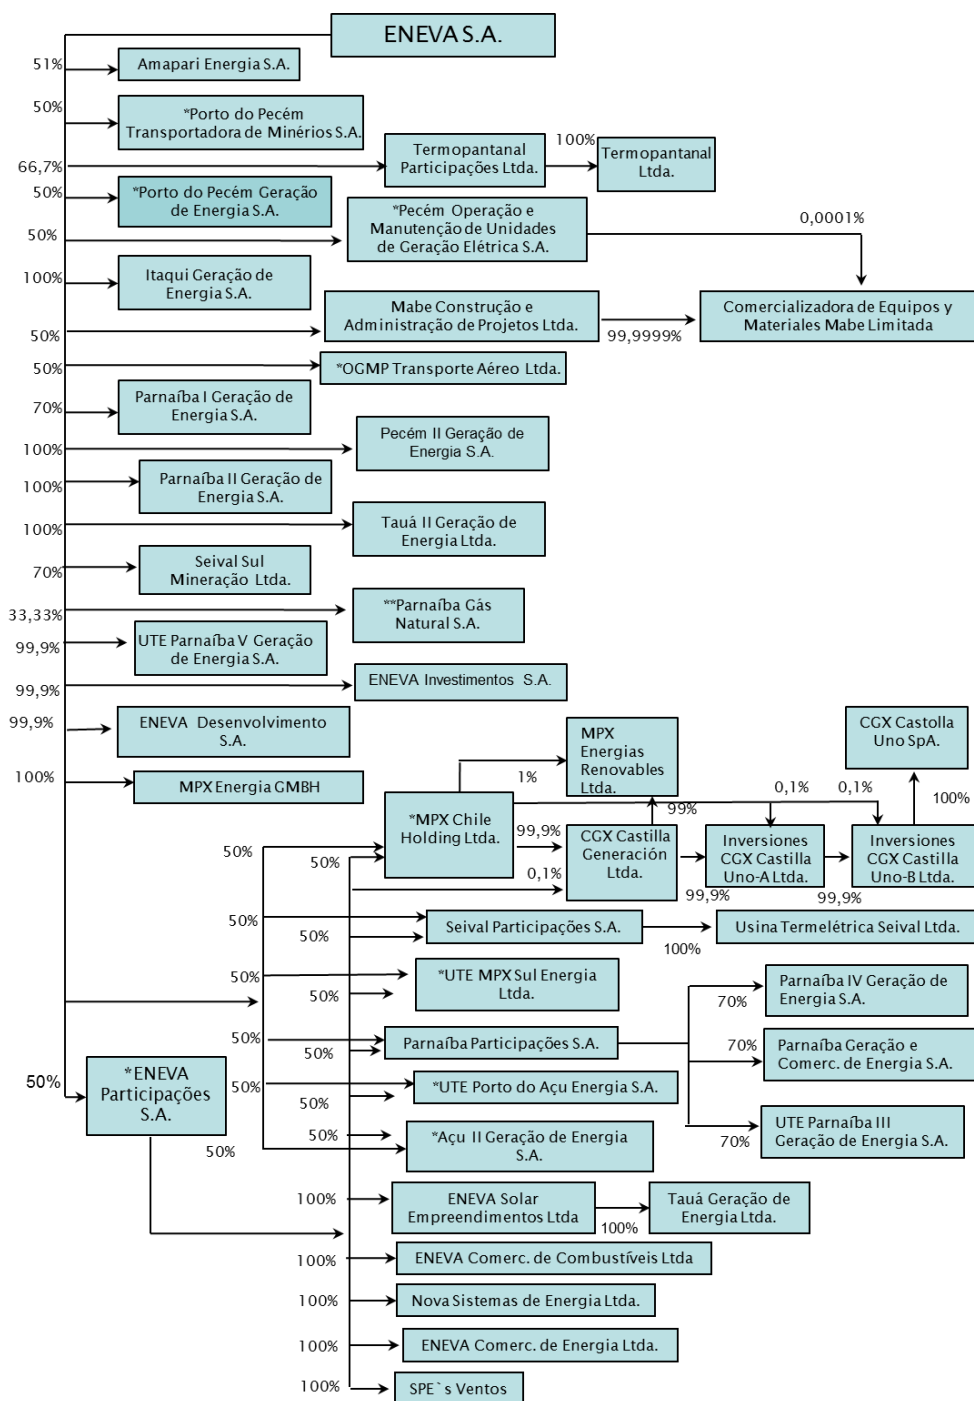 ENEVA S.A.
51%
Amapari Energia S.A.
50%
*Porto do Pecém
Transportadora de Minérios S.A.
66,7%
Termopantanal
Participações Ltda.
100%
Termopantanal
Ltda.
50%
*Porto do Pecém Geração
de Energia S.A.
50%
*Pecém Operação e
Manutenção de Unidades
de Geração Elétrica S.A.
0,0001%
100%
Itaqui Geração de
Energia S.A.
50%
Mabe Construção e
Administração de Projetos Ltda.
99,9999%
Comercializadora de Equipos y
Materiales Mabe Limitada
50%
*OGMP Transporte Aéreo Ltda.
70%
Parnaíba I Geração de
Energia S.A.
100%
Pecém II Geração de
Energia S.A.
100%
Parnaíba II Geração de
Energia S.A.
100%
Tauá II Geração de
Energia Ltda.
70%
Seival Sul
Mineração Ltda.
33,33%
**Parnaíba Gás
Natural S.A.
99,9%
UTE Parnaíba V Geração
de Energia S.A.
99,9%
ENEVA Investimentos S.A.
99,9%
ENEVA Desenvolvimento
S.A.
100%
MPX Energia GMBH
MPX
Energias
Renovables
Ltda.
CGX Castolla
Uno SpA.
1%
0,1%
0,1%
100%
99%
50%
50%
*MPX Chile
Holding Ltda.
99,9%
0,1%
CGX Castilla
Generación
Ltda.
99,9%
Inversiones
CGX Castilla
Uno-A Ltda.
99,9%
Inversiones
CGX Castilla
Uno-B Ltda.
50%
50%
Seival Participações S.A.
100%
Usina Termelétrica Seival Ltda.
50%
50%
*UTE MPX Sul Energia
Ltda.
70%
Parnaíba IV Geração de
Energia S.A.
50%
50%
Parnaíba Participações S.A.
70%
Parnaíba Geração e
Comerc. de Energia S.A.
50%
*ENEVA
Participações
S.A.
50%
50%
*UTE Porto do Açu Energia S.A.
50%
50%
*Açu II Geração de Energia
S.A.
70%
UTE Parnaíba III
Geração de Energia S.A.
100%
ENEVA Solar
Empreendimentos Ltda
100%
Tauá Geração de
Energia Ltda.
100%
ENEVA Comerc. de Combustíveis Ltda
100%
Nova Sistemas de Energia Ltda.
100%
ENEVA Comerc. de Energia Ltda.
100%
SPE`s Ventos